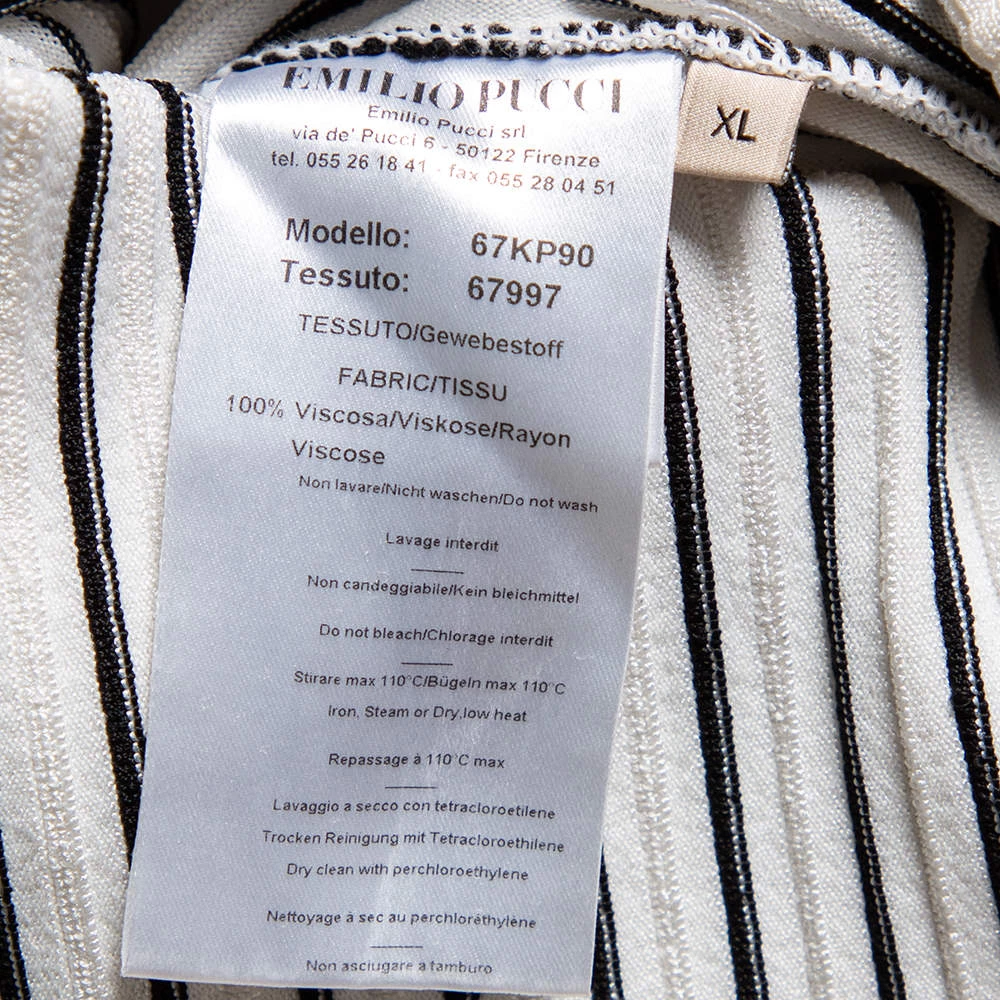 EMILIO PUCCI
Emilio Pucci srl
via de' Pucci 6 - 50122 Firenze
tel. 055 26 18 41 - fax 055 28 04 51
XL
Modello: 67KP90
Tessuto: 67997
TESSUTO/Gewebestoff
FABRIC/TISSU
100% Viscosa/Viskose/Rayon
Viscose
Non lavare/Nicht waschen/Do not wash
Lavage interdit
Non candeggiabile/Kein bleichmittel
Do not bleach/Chlorage interdit
Stirare max 110°C/Bügeln max 110°C
Iron, Steam or Dry,low heat
Repassage à 110°C max
Lavaggio a secco con tetracloroetilene
Trocken Reinigung mit Tetracloroethilene
Dry clean with perchloroethylene
Nettoyage à sec au perchloréthylène
Non asciugare a tamburo